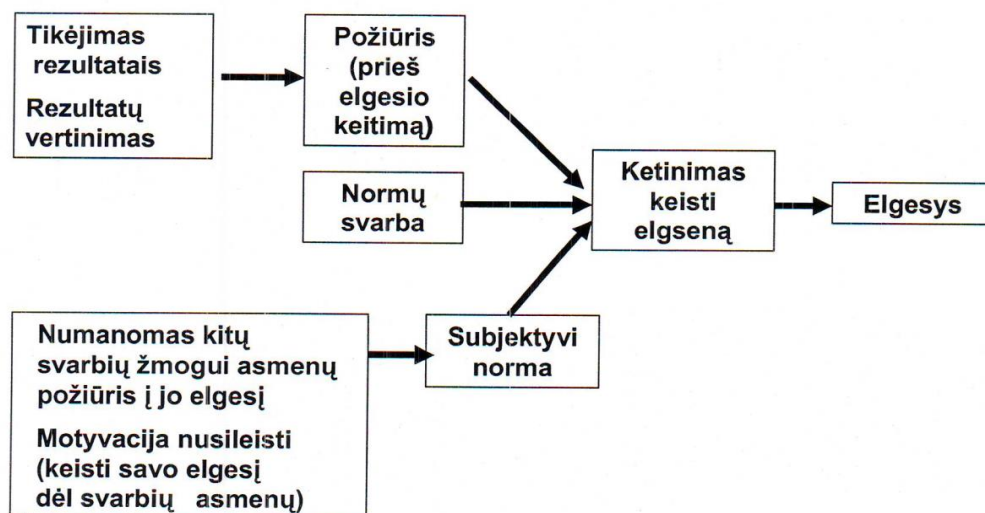 Tikėjimas
rezultatais
Rezultatų
vertinimas
Požiūris
(prieš
elgesio
keitimą)
Normų
svarba
Ketinimas
keisti
elgseną
Elgesys
Numanomas kitų
svarbių žmogui asmenų
požiūris į jo elgesį
Motyvacija nusileisti
(keisti savo elgesį
dėl svarbių asmenų)
Subjektyvi
norma